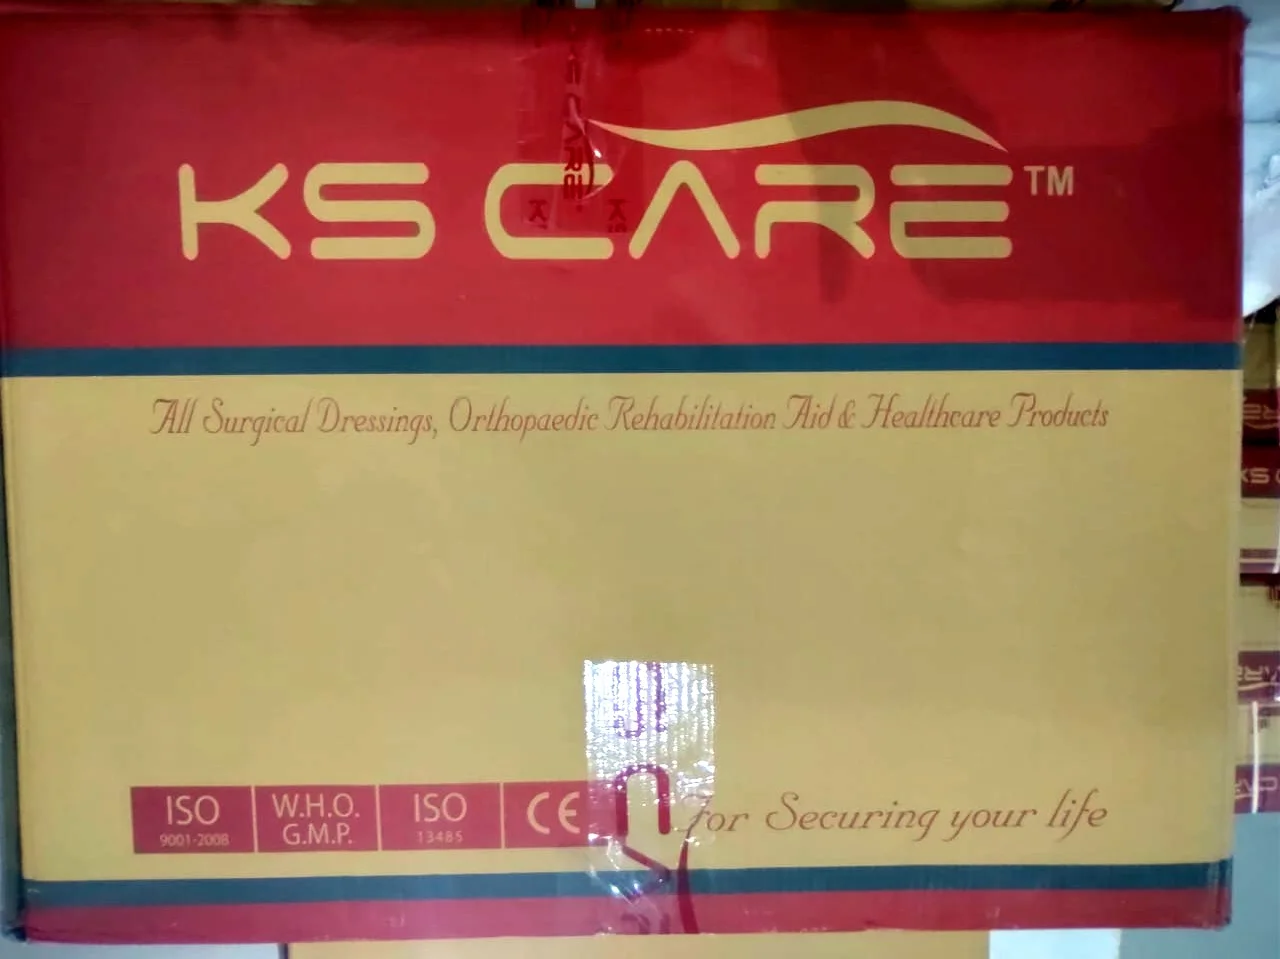 KS CARE™
All Surgical Dressings, Orthopaedic Rehabilitation Aid & Healthcare Products
ISO
9001-2008
W.H.O.
G.M.P.
ISO
13485
CE
For Securing your life